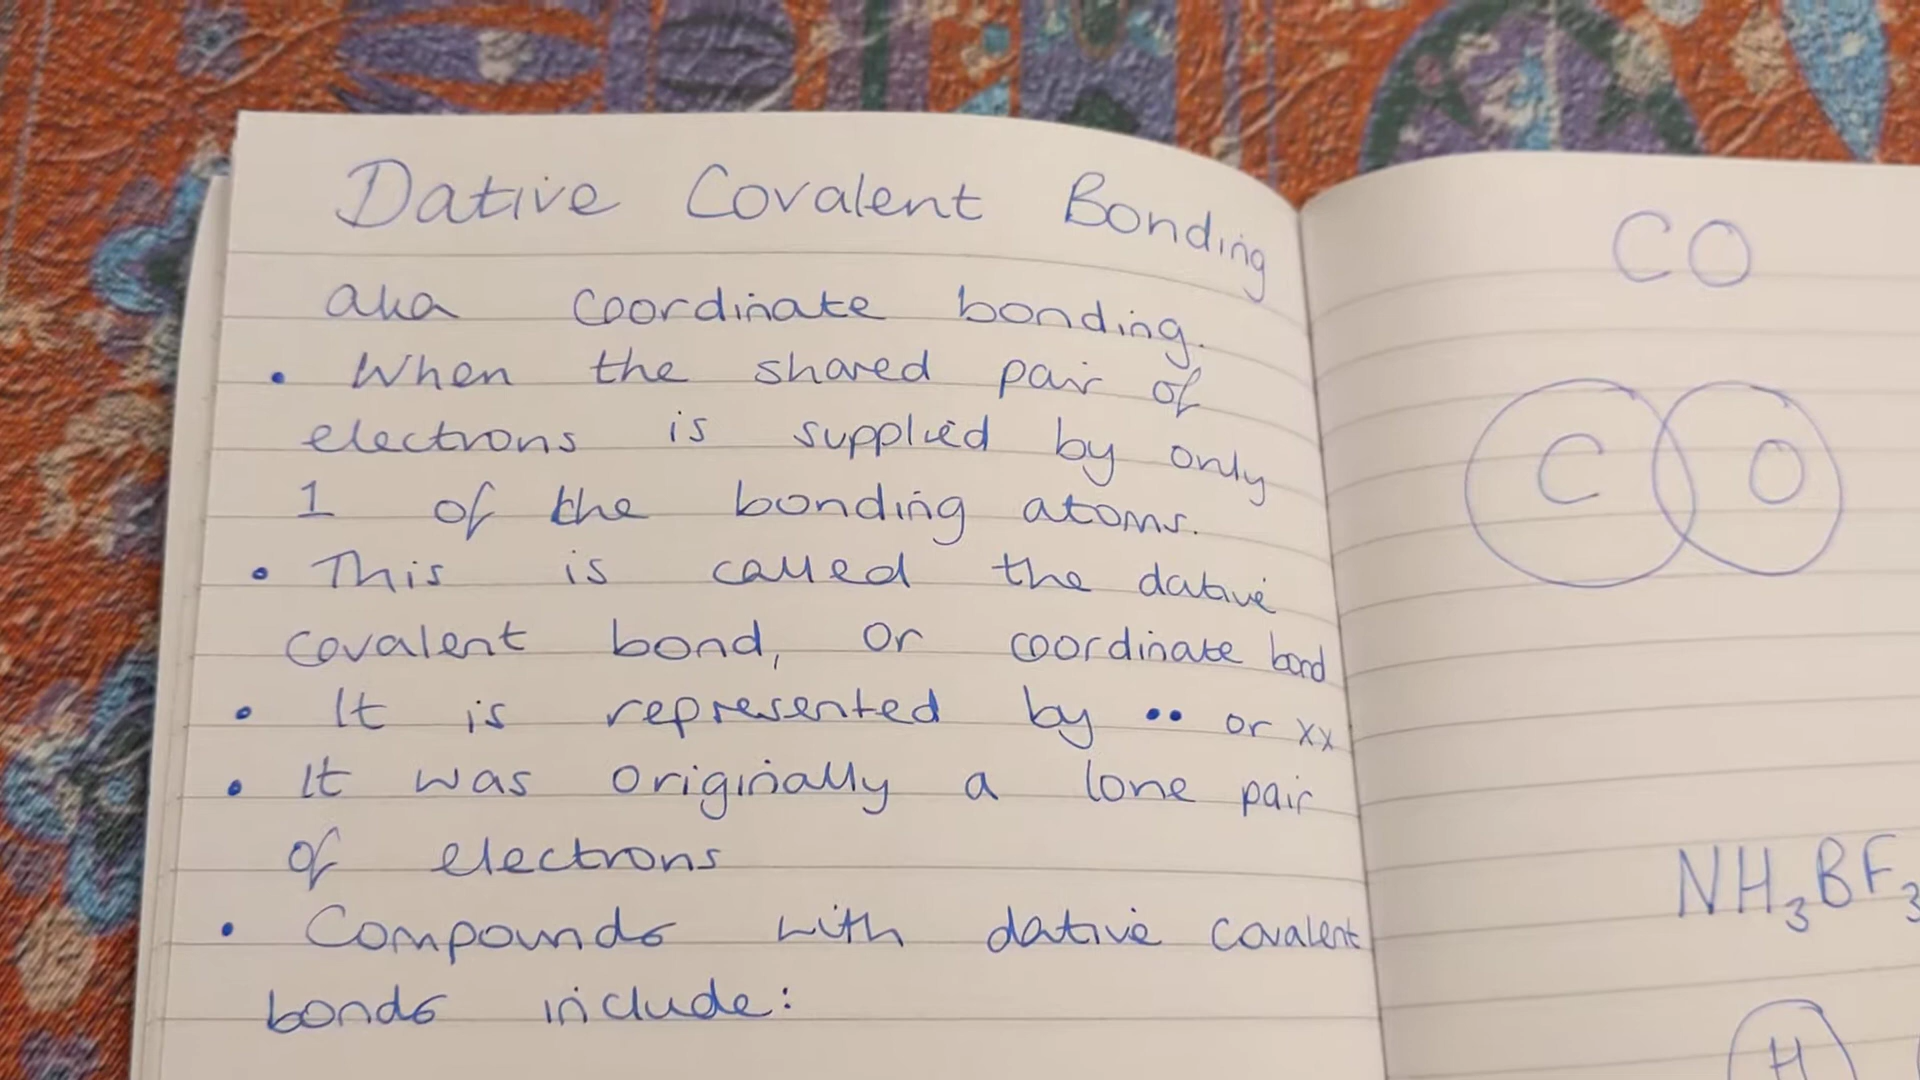 Dative Covalent Bonding
aka coordinate bonding.
• When the shared pair of
electrons is supplied by only
1 of the bonding atoms.
• This is called the dative
covalent bond, or coordinate bond
• It is represented by •• or xx
• It was originally a lone pair
of electrons
• Compounds with dative covalent
bonds include:
CO
C O
NH₃BF₃
H